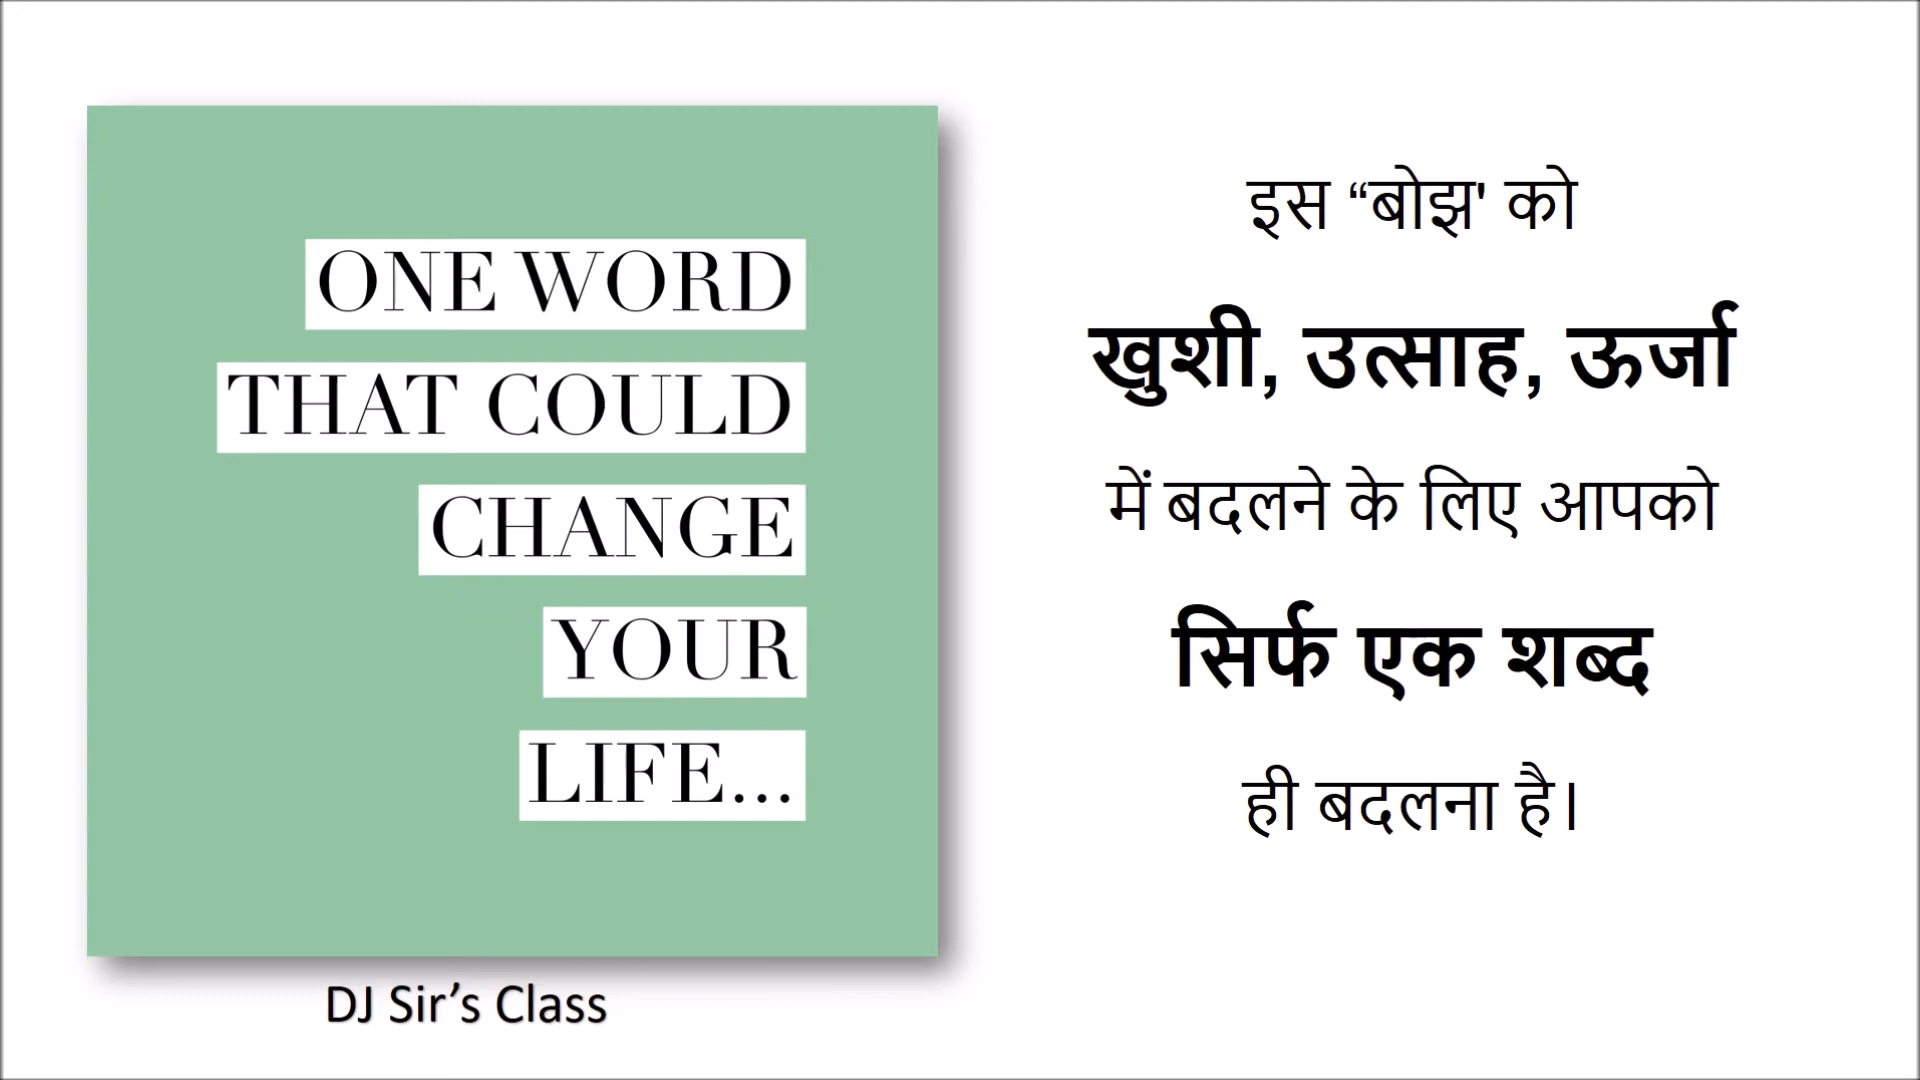 ONE WORD
THAT COULD
CHANGE
YOUR
LIFE...
DJ Sir’s Class
इस “बोझ' को
खुशी, उत्साह, ऊर्जा
में बदलने के लिए आपको
सिर्फ एक शब्द
ही बदलना है।